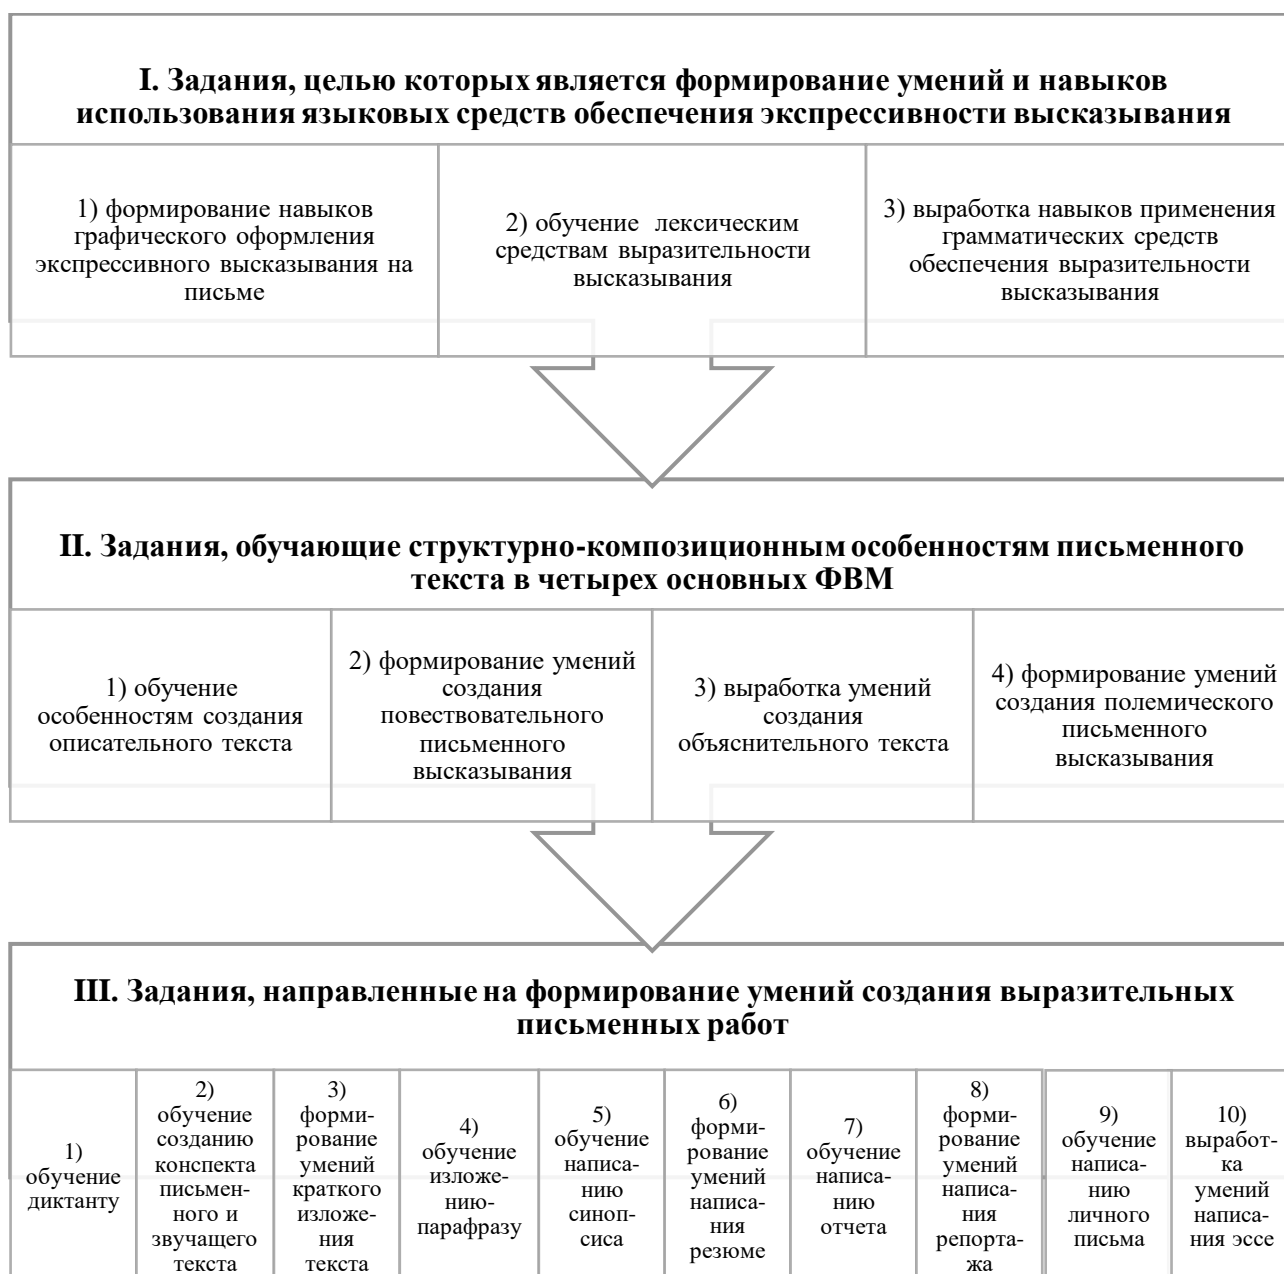 I. Задания, целью которых является формирование умений и навыков
использования языковых средств обеспечения экспрессивности высказывания
1) формирование навыков
графического оформления
экспрессивного высказывания на
письме
2) обучение лексическим
средствам выразительности
высказывания
3) выработка навыков применения
грамматических средств
обеспечения выразительности
высказывания
II. Задания, обучающие структурно-композиционным особенностям письменного
текста в четырех основных ФВМ
1) обучение
особенностям создания
описательного текста
2) формирование умений
создания
повествовательного
письменного
высказывания
3) выработка умений
создания
объяснительного текста
4) формирование умений
создания полемического
письменного
высказывания
III. Задания, направленные на формирование умений создания выразительных
письменных работ
1)
обучение
диктанту
2)
обучение
созданию
конспекта
письмен-
ного и
звучащего
текста
3)
форми-
рование
умений
краткого
изложе-
ния
текста
4)
обучение
изложе-
нию-
парафразу
5)
обучение
написа-
нию
синоп-
сиса
6)
форми-
рование
умений
написа-
ния
резюме
7)
обучение
написа-
нию
отчета
8)
форми-
рование
умений
написа-
ния
репорта-
жа
9)
обучение
написа-
нию
личного
письма
10)
выработ-
ка
умений
написа-
ния эссе